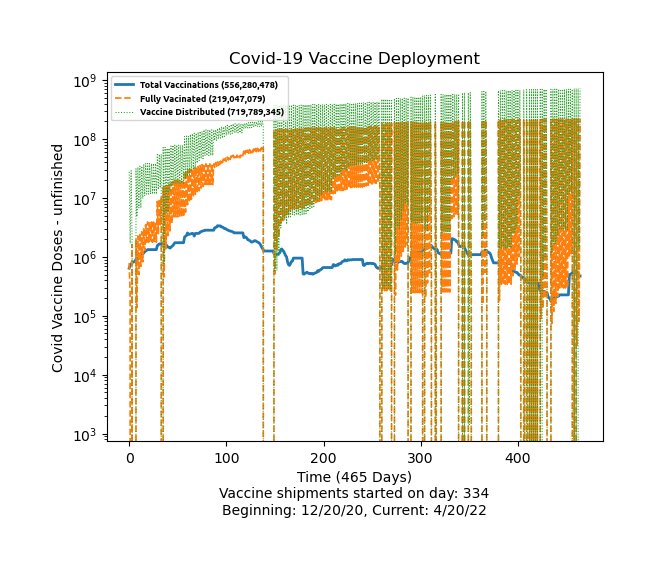 Covid-19 Vaccine Deployment
Total Vaccinations (556,280,478)
Fully Vacinated (219,047,079)
Vaccine Distributed (719,789,345)
Covid Vaccine Doses - unfinished
10⁹
10⁸
10⁷
10⁶
10⁵
10⁴
10³
0 100 200 300 400
Time (465 Days)
Vaccine shipments started on day: 334
Beginning: 12/20/20, Current: 4/20/22